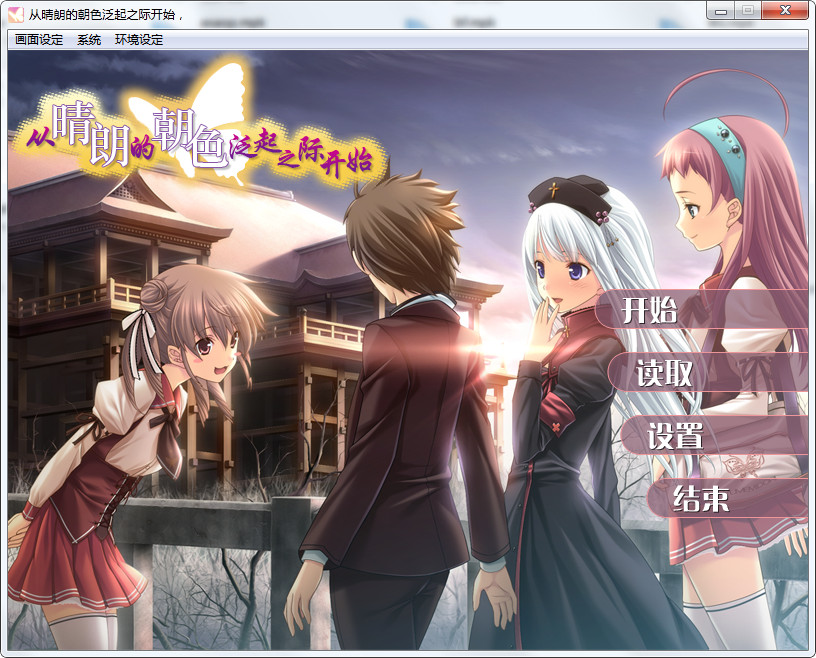 从晴朗的朝色泛起之际开始，
画面设定 系统 环境设定
从晴朗的朝色泛起之际开始
开始
读取
设置
结束